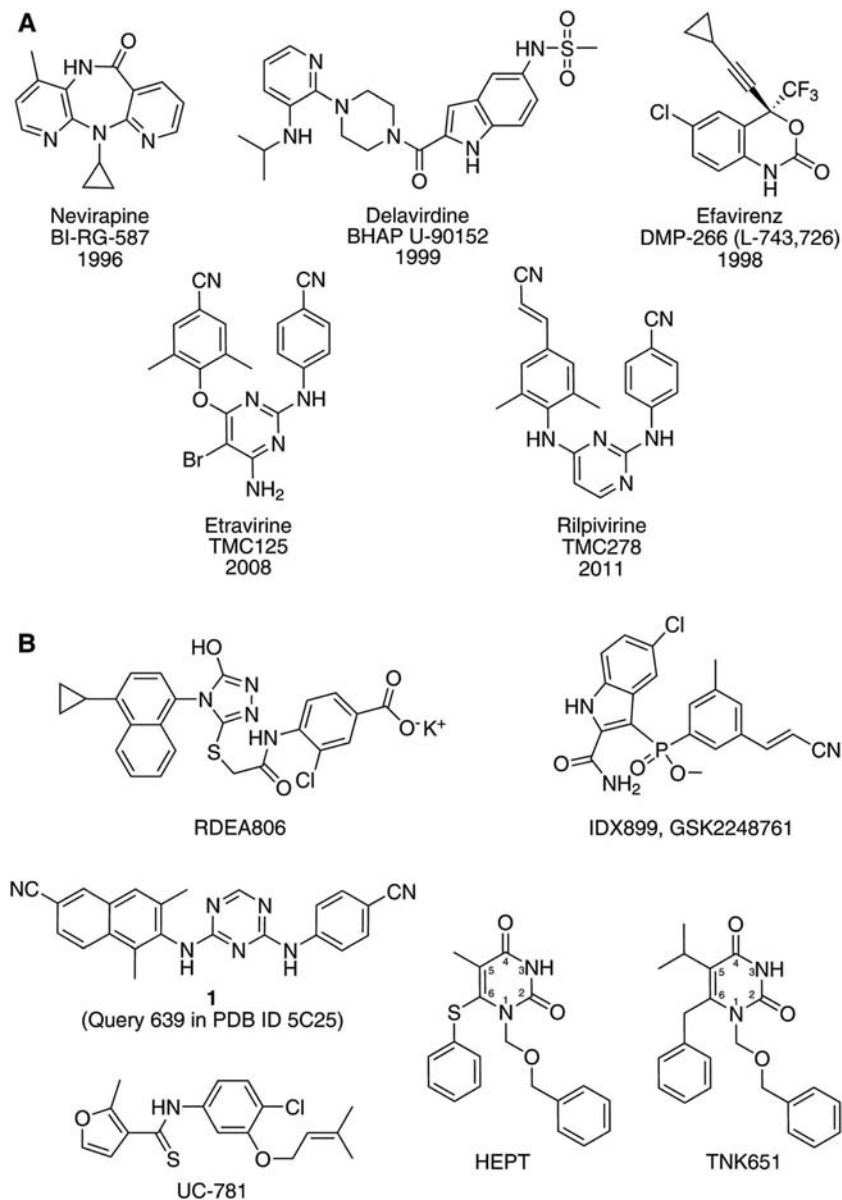 A
O
HN
N
N
N
Nevirapine
BI-RG-587
1996
N
NH
N
N
O
N
H
HN
S
O
O
Delavirdine
BHAP U-90152
1999
Cl
CF3
O
O
N
H
Efavirenz
DMP-266 (L-743,726)
1998
CN
CN
O
N
NH
N
Br
NH2
Etravirine
TMC125
2008
CN
CN
NH
N
NH
N
Rilpivirine
TMC278
2011
B
HO
N
N
N
S
HN
O
Cl
O
O-K+
RDEA806
Cl
HN
O
NH2
P
O
O
CN
IDX899, GSK2248761
NC
N
N
NH
N
NH
CN
1
(Query 639 in PDB ID 5C25)
O
HN
S
Cl
O
UC-781
O
4
5
3
NH
6
1
2
S
N
O
O
HEPT
O
4
5
3
NH
6
1
2
N
O
O
TNK651